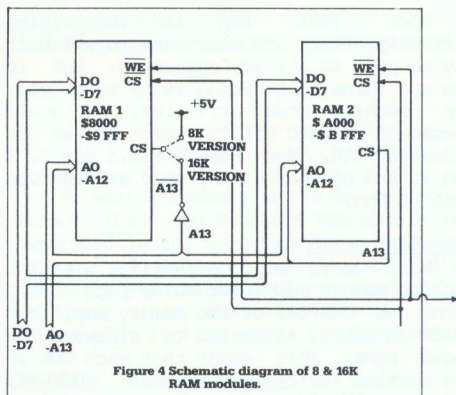 WE
CS
DO
-D7
RAM 1
$8000
-$9 FFF
AO
-A12
CS
+5V
8K
VERSION
16K
VERSION
A13
WE
CS
DO
-D7
RAM 2
$ A000
-$ B FFF
CS
AO
-A12
A13
A13
DO
-D7
AO
-A13
Figure 4 Schematic diagram of 8 & 16K
RAM modules.